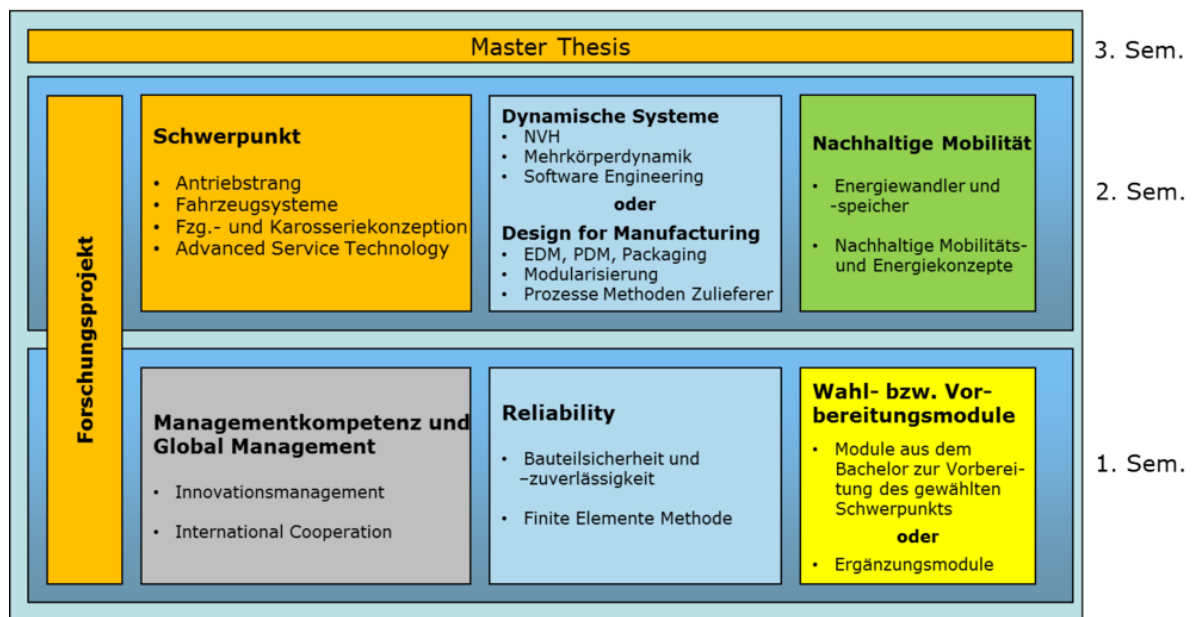 Master Thesis
3. Sem.
Forschungsprojekt
Schwerpunkt
• Antriebstrang
• Fahrzeugsysteme
• Fzg.- und Karosseriekonzeption
• Advanced Service Technology
Dynamische Systeme
• NVH
• Mehrkörperdynamik
• Software Engineering
oder
Design for Manufacturing
• EDM, PDM, Packaging
• Modularisierung
• Prozesse Methoden Zulieferer
Nachhaltige Mobilität
• Energiewandler und
-speicher
• Nachhaltige Mobilitäts-
und Energiekonzepte
2. Sem.
Managementkompetenz und
Global Management
• Innovationsmanagement
• International Cooperation
Reliability
• Bauteilsicherheit und
–zuverlässigkeit
• Finite Elemente Methode
Wahl- bzw. Vor-
bereitungsmodule
• Module aus dem
Bachelor zur Vorberei-
tung des gewählten
Schwerpunkts
oder
• Ergänzungsmodule
1. Sem.